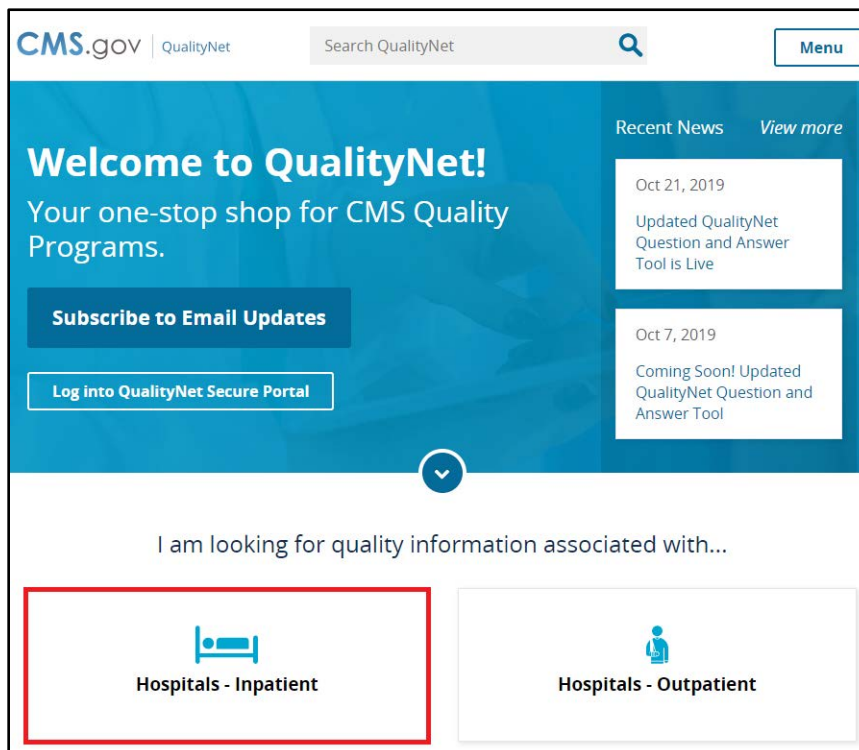 CMS.gov QualityNet
Search QualityNet
Menu
Welcome to QualityNet!
Your one-stop shop for CMS Quality
Programs.
Subscribe to Email Updates
Log into QualityNet Secure Portal
Recent News View more
Oct 21, 2019
Updated QualityNet
Question and Answer
Tool is Live
Oct 7, 2019
Coming Soon! Updated
QualityNet Question and
Answer Tool
I am looking for quality information associated with...
Hospitals - Inpatient
Hospitals - Outpatient